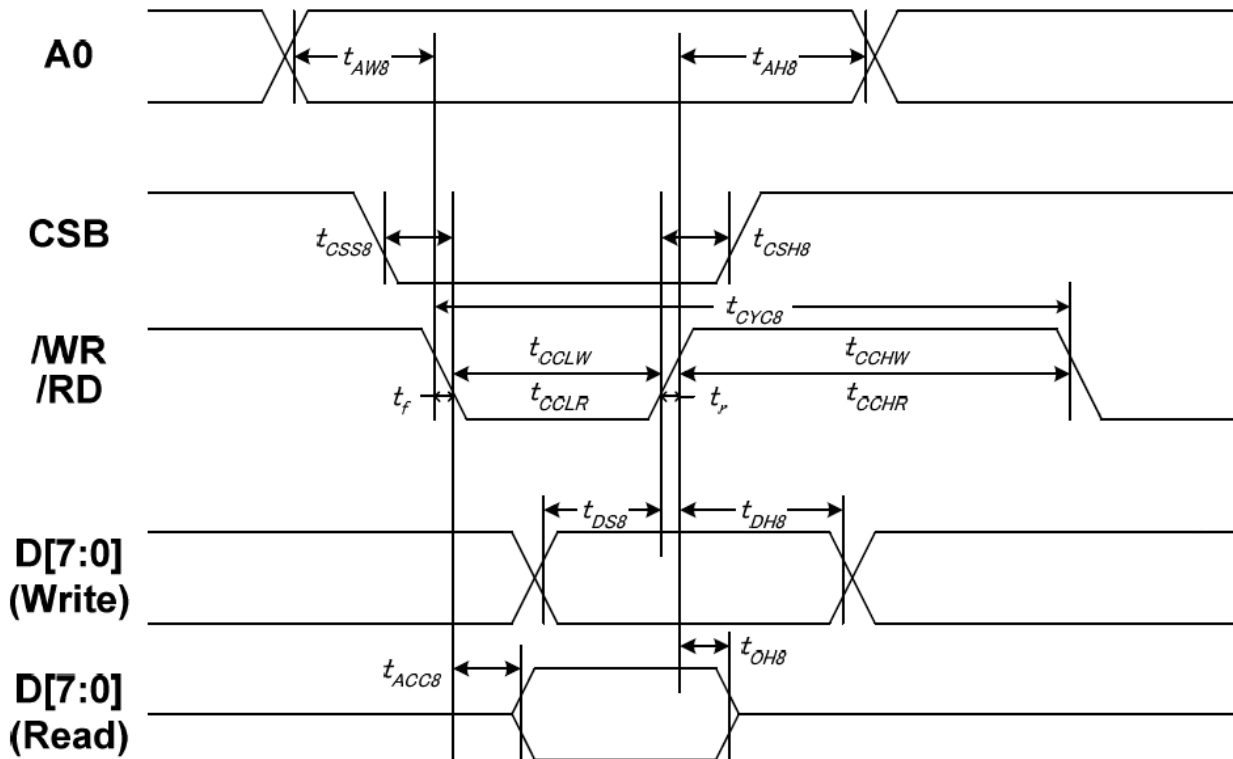 A0
tAW8
tAH8
CSB
tCSS8
tCSH8
tCYC8
/WR
/RD
tCCLW
tCCHW
tf
tCCLR
tr
tCCHR
D[7:0]
(Write)
tDS8
tDH8
D[7:0]
(Read)
tACC8
tOH8